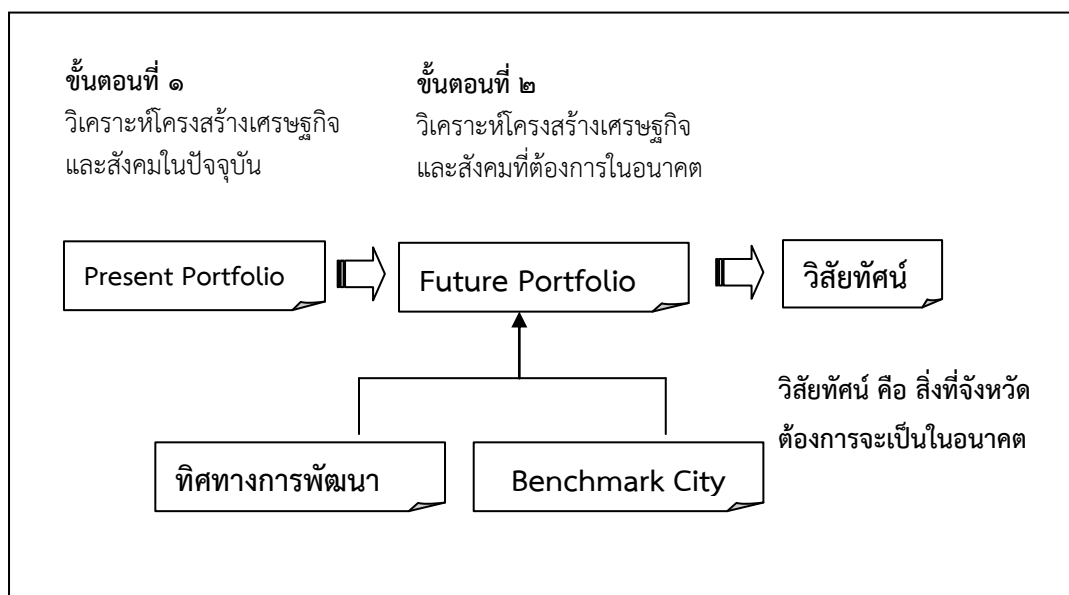 ขั้นตอนที่ ๑
วิเคราะห์โครงสร้างเศรษฐกิจ
และสังคมในปัจจุบัน
ขั้นตอนที่ ๒
วิเคราะห์โครงสร้างเศรษฐกิจ
และสังคมที่ต้องการในอนาคต
Present Portfolio
Future Portfolio
วิสัยทัศน์
วิสัยทัศน์ คือ สิ่งที่จังหวัด
ต้องการจะเป็นในอนาคต
ทิศทางการพัฒนา
Benchmark City